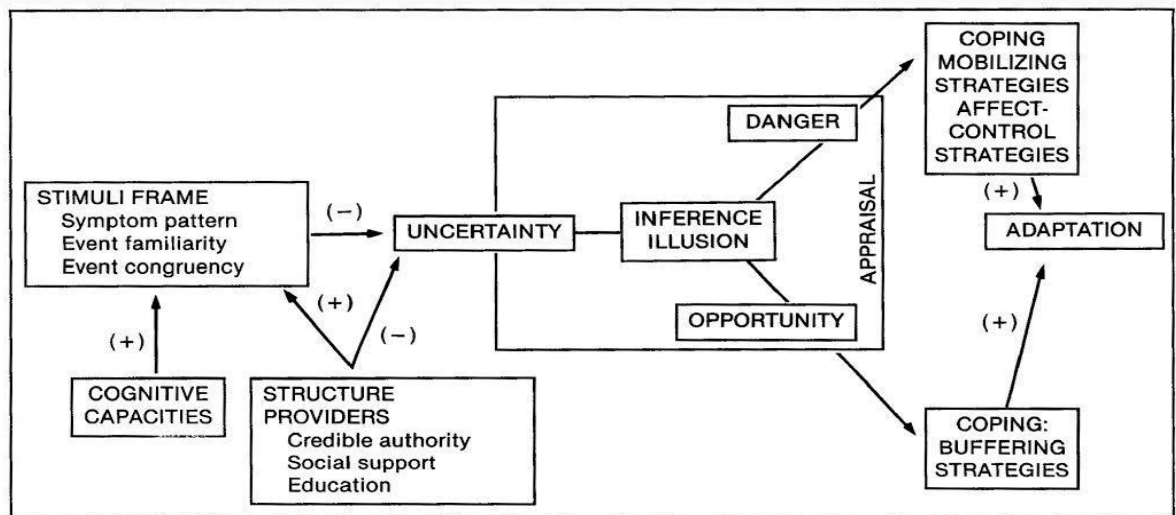 COPING
MOBILIZING
STRATEGIES
AFFECT-
CONTROL
STRATEGIES
DANGER
STIMULI FRAME
Symptom pattern
Event familiarity
Event congruency
(-)
UNCERTAINTY
INFERENCE
ILLUSION
APPRAISAL
(+)
ADAPTATION
OPPORTUNITY
(+)
(+)
(-)
(+)
COGNITIVE
CAPACITIES
STRUCTURE
PROVIDERS
Credible authority
Social support
Education
COPING:
BUFFERING
STRATEGIES